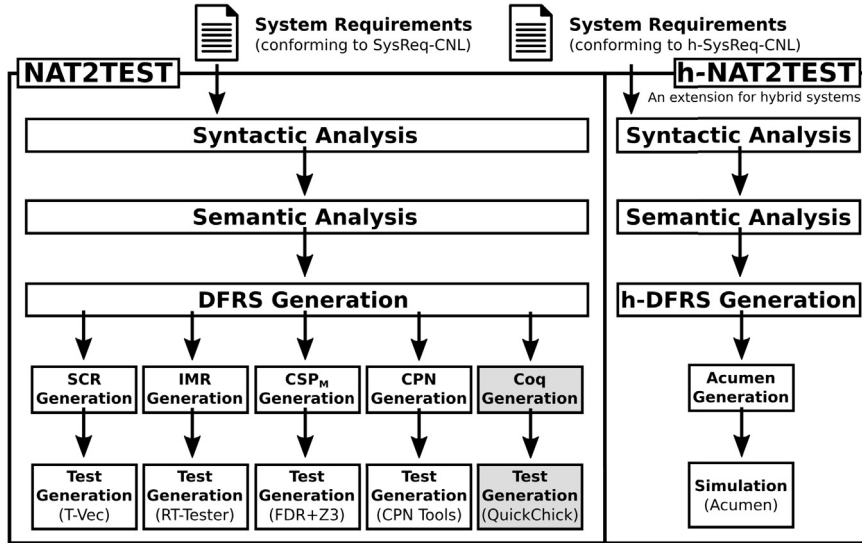 System Requirements
(conforming to SysReq-CNL)
System Requirements
(conforming to h-SysReq-CNL)
NAT2TEST
h-NAT2TEST
An extension for hybrid systems
Syntactic Analysis
Syntactic Analysis
Semantic Analysis
Semantic Analysis
DFRS Generation
h-DFRS Generation
SCR
Generation
IMR
Generation
CSPM
Generation
CPN
Generation
Coq
Generation
Acumen
Generation
Test
Generation
(T-Vec)
Test
Generation
(RT-Tester)
Test
Generation
(FDR+Z3)
Test
Generation
(CPN Tools)
Test
Generation
(QuickChick)
Simulation
(Acumen)